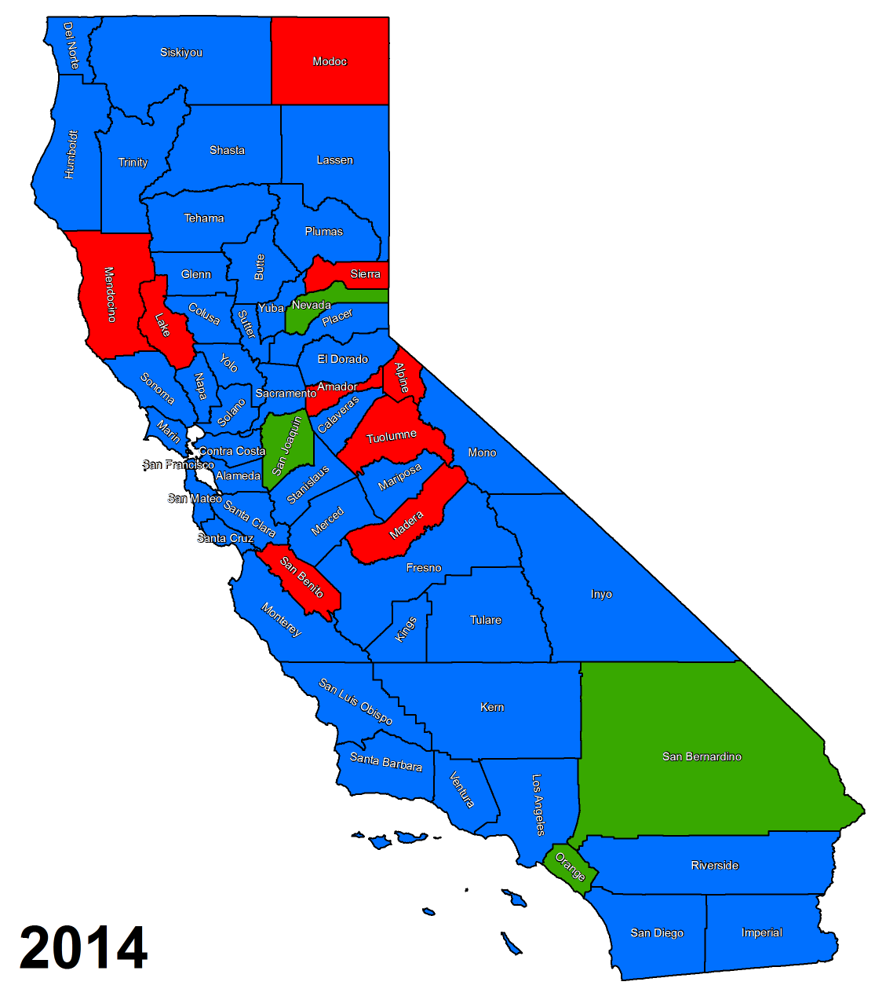 Del Norte
Siskiyou
Modoc
Humboldt
Trinity
Shasta
Lassen
Tehama
Plumas
Butte
Glenn
Sierra
Mendocino
Lake
Colusa
Sutter
Yuba
Nevada
Placer
El Dorado
Yolo
Napa
Sonoma
Sacramento
Amador
Alpine
Solano
Calaveras
Marin
San Joaquin
Tuolumne
Contra Costa
Mono
San Francisco
Alameda
Stanislaus
Mariposa
San Mateo
Santa Clara
Merced
Madera
Santa Cruz
San Benito
Fresno
Inyo
Monterey
Kings
Tulare
San Luis Obispo
Kern
Santa Barbara
San Bernardino
Ventura
Los Angeles
Orange
Riverside
San Diego
Imperial
2014